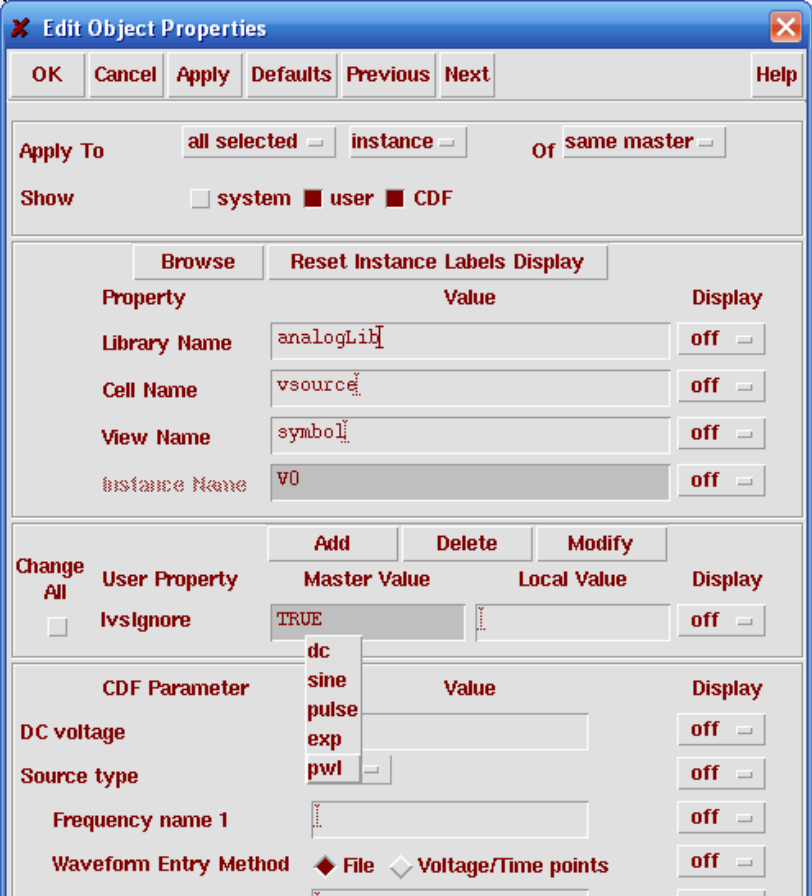 Edit Object Properties
OK Cancel Apply Defaults Previous Next Help
Apply To all selected instance Of same master
Show system user CDF
Browse Reset Instance Labels Display
Property Value Display
Library Name analogLib off
Cell Name vsource off
View Name symbol off
Instance Name V0 off
Add Delete Modify
Change All User Property Master Value Local Value Display
lvsIgnore TRUE off
dc
sine
pulse
exp
pwl
CDF Parameter Value Display
DC voltage off
Source type off
Frequency name 1 off
Waveform Entry Method File Voltage/Time points off